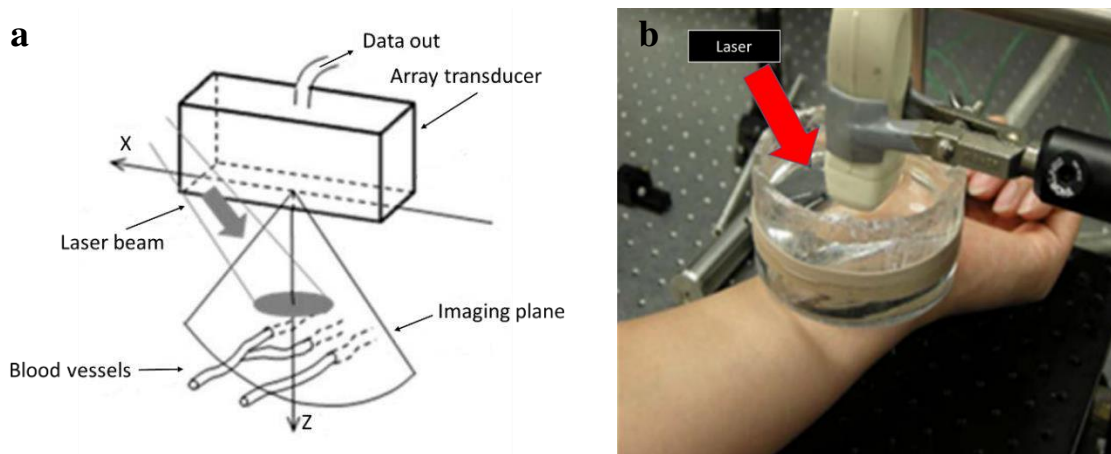 a
Data out
Array transducer
X
Laser beam
Imaging plane
Blood vessels
Z
b
Laser